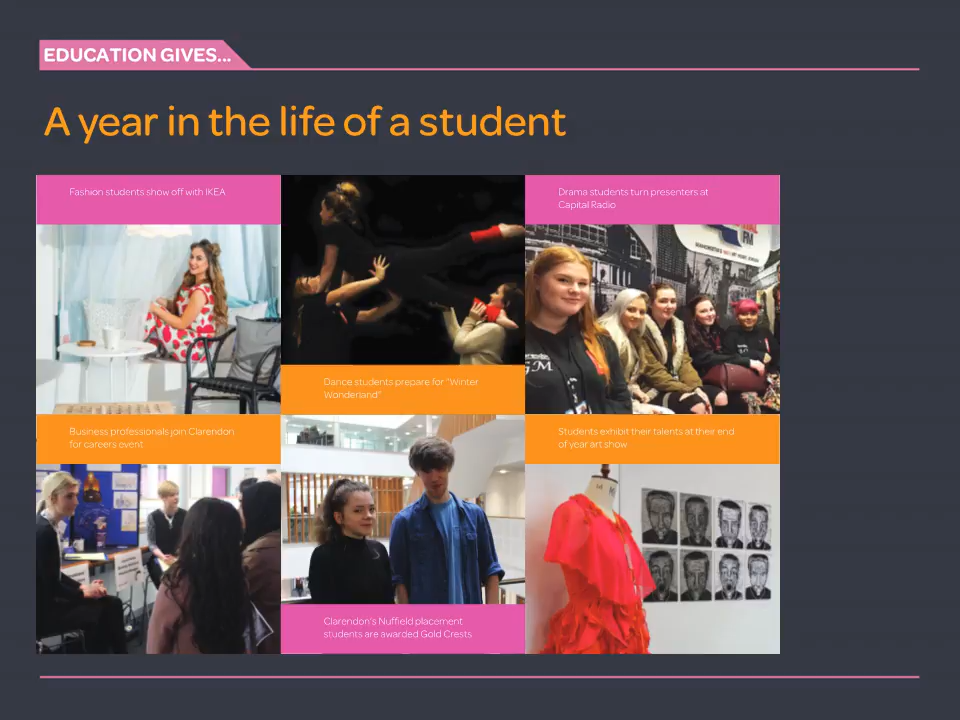 EDUCATION GIVES...
A year in the life of a student
Fashion students show off with IKEA
Drama students turn presenters at
Capital Radio
FM
Dance students prepare for "Winter
Wonderland"
Business professionals join Clarendon
for careers event
Students exhibit their talents at their end
of year art show
Clarendon's Nuffield placement
students are awarded Gold Crests